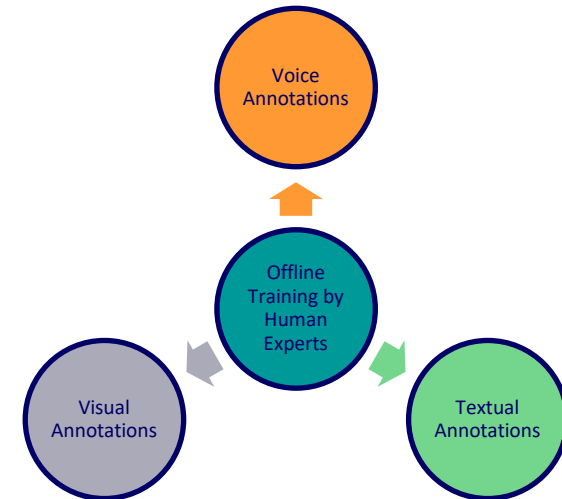 Voice
Annotations
Offline
Training by
Human
Experts
Visual
Annotations
Textual
Annotations